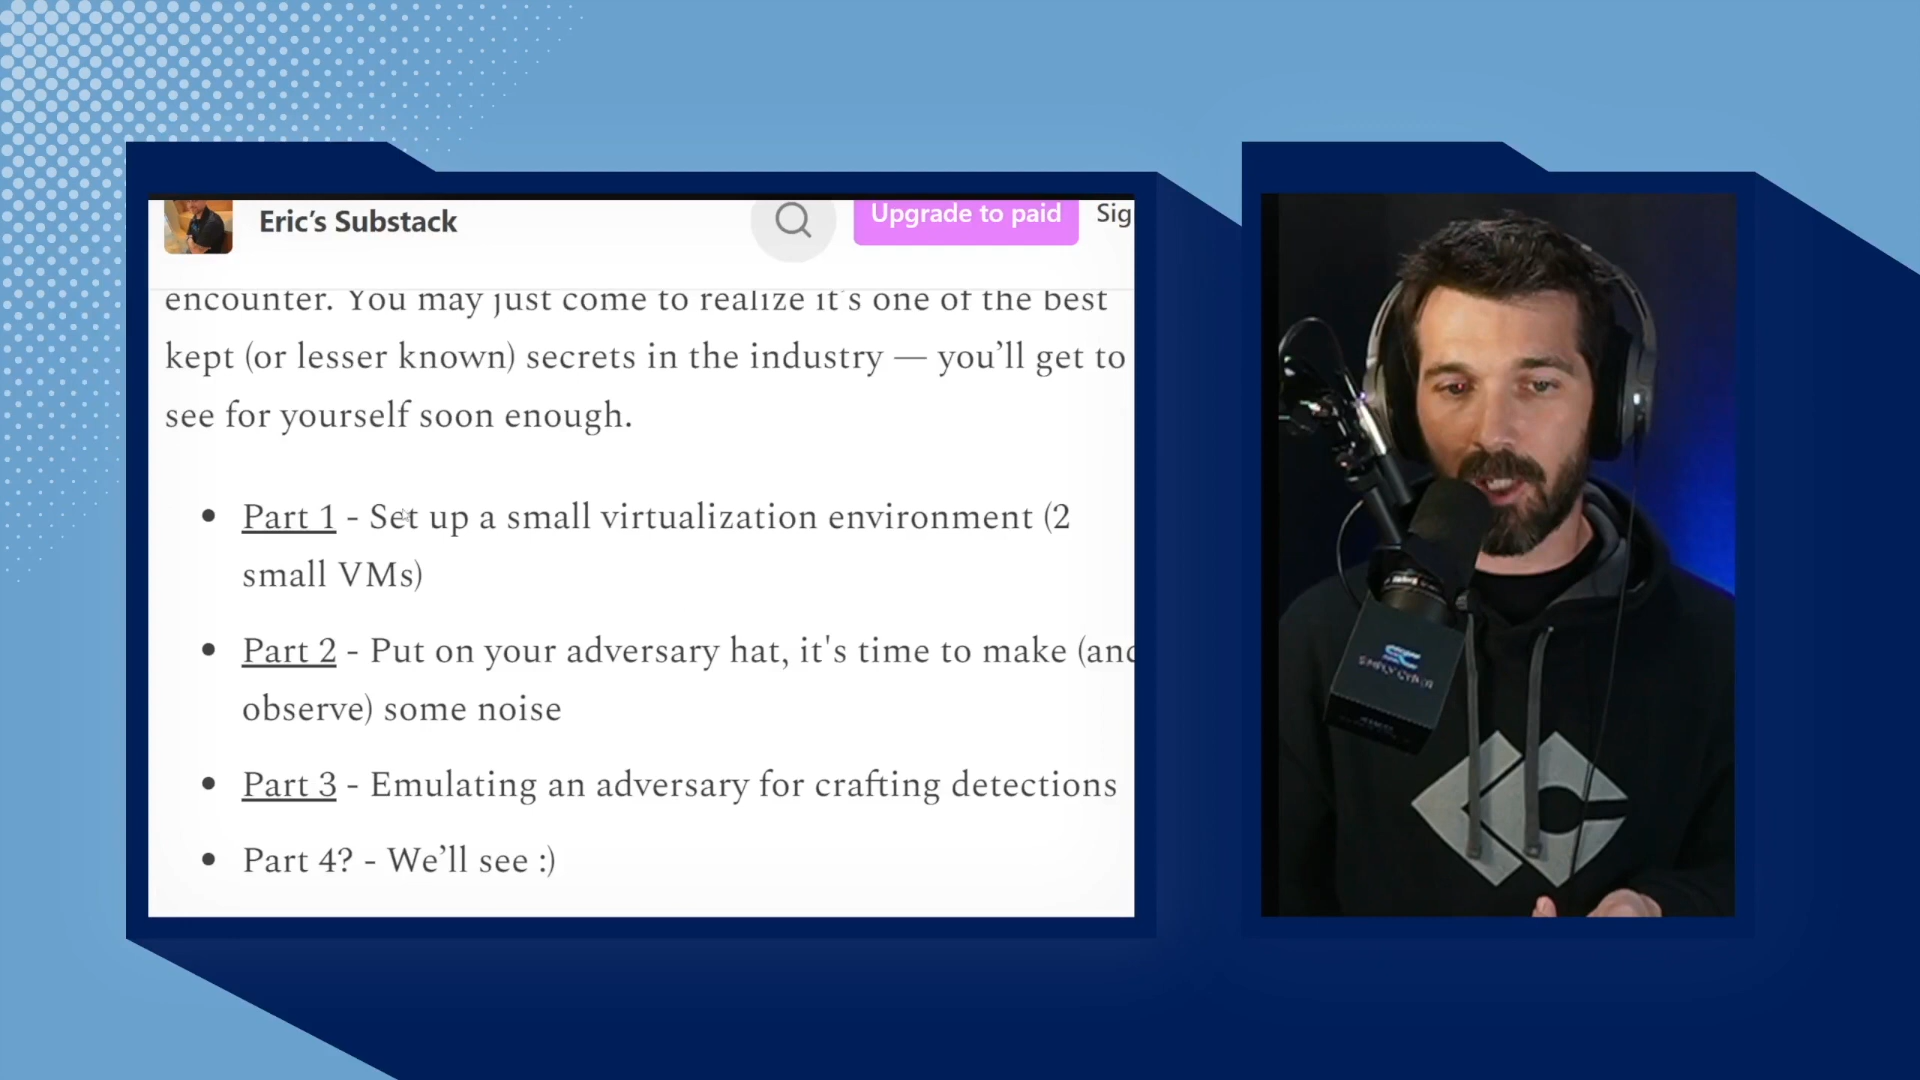 Eric's Substack
Upgrade to paid
Sig
encounter. You may just come to realize it's one of the best
kept (or lesser known) secrets in the industry — you'll get to
see for yourself soon enough.
• Part 1 - Set up a small virtualization environment (2
small VMs)
• Part 2 - Put on your adversary hat, it's time to make (and
observe) some noise
• Part 3 - Emulating an adversary for crafting detections
• Part 4? - We'll see :)
SIMPLY CYBER